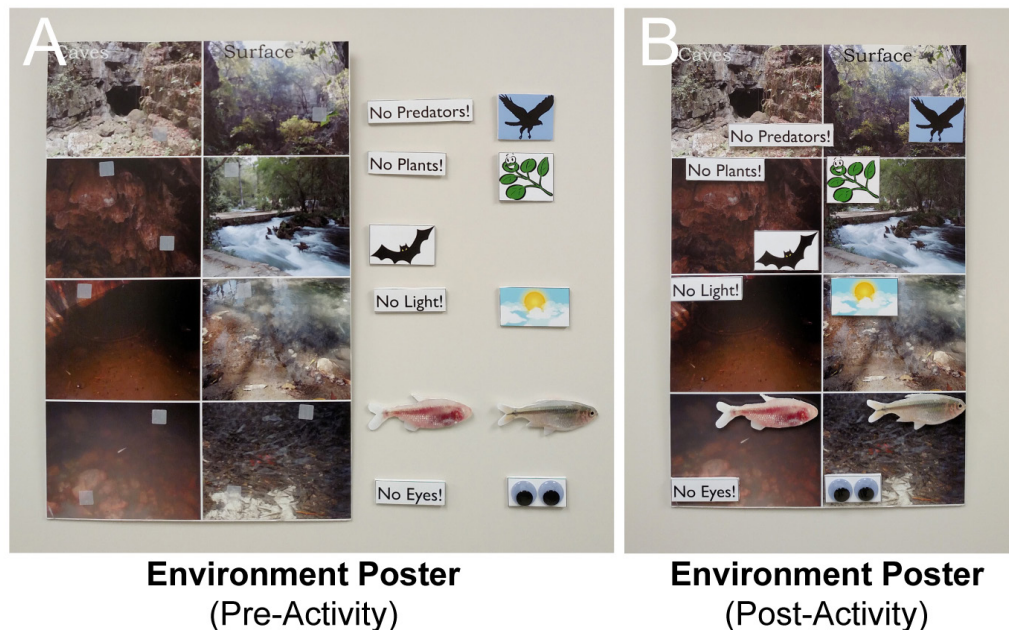 A
Caves
Surface
No Predators!
No Plants!
No Light!
No Eyes!
Environment Poster
(Pre-Activity)
B
Caves
Surface
No Predators!
No Plants!
No Light!
No Eyes!
Environment Poster
(Post-Activity)